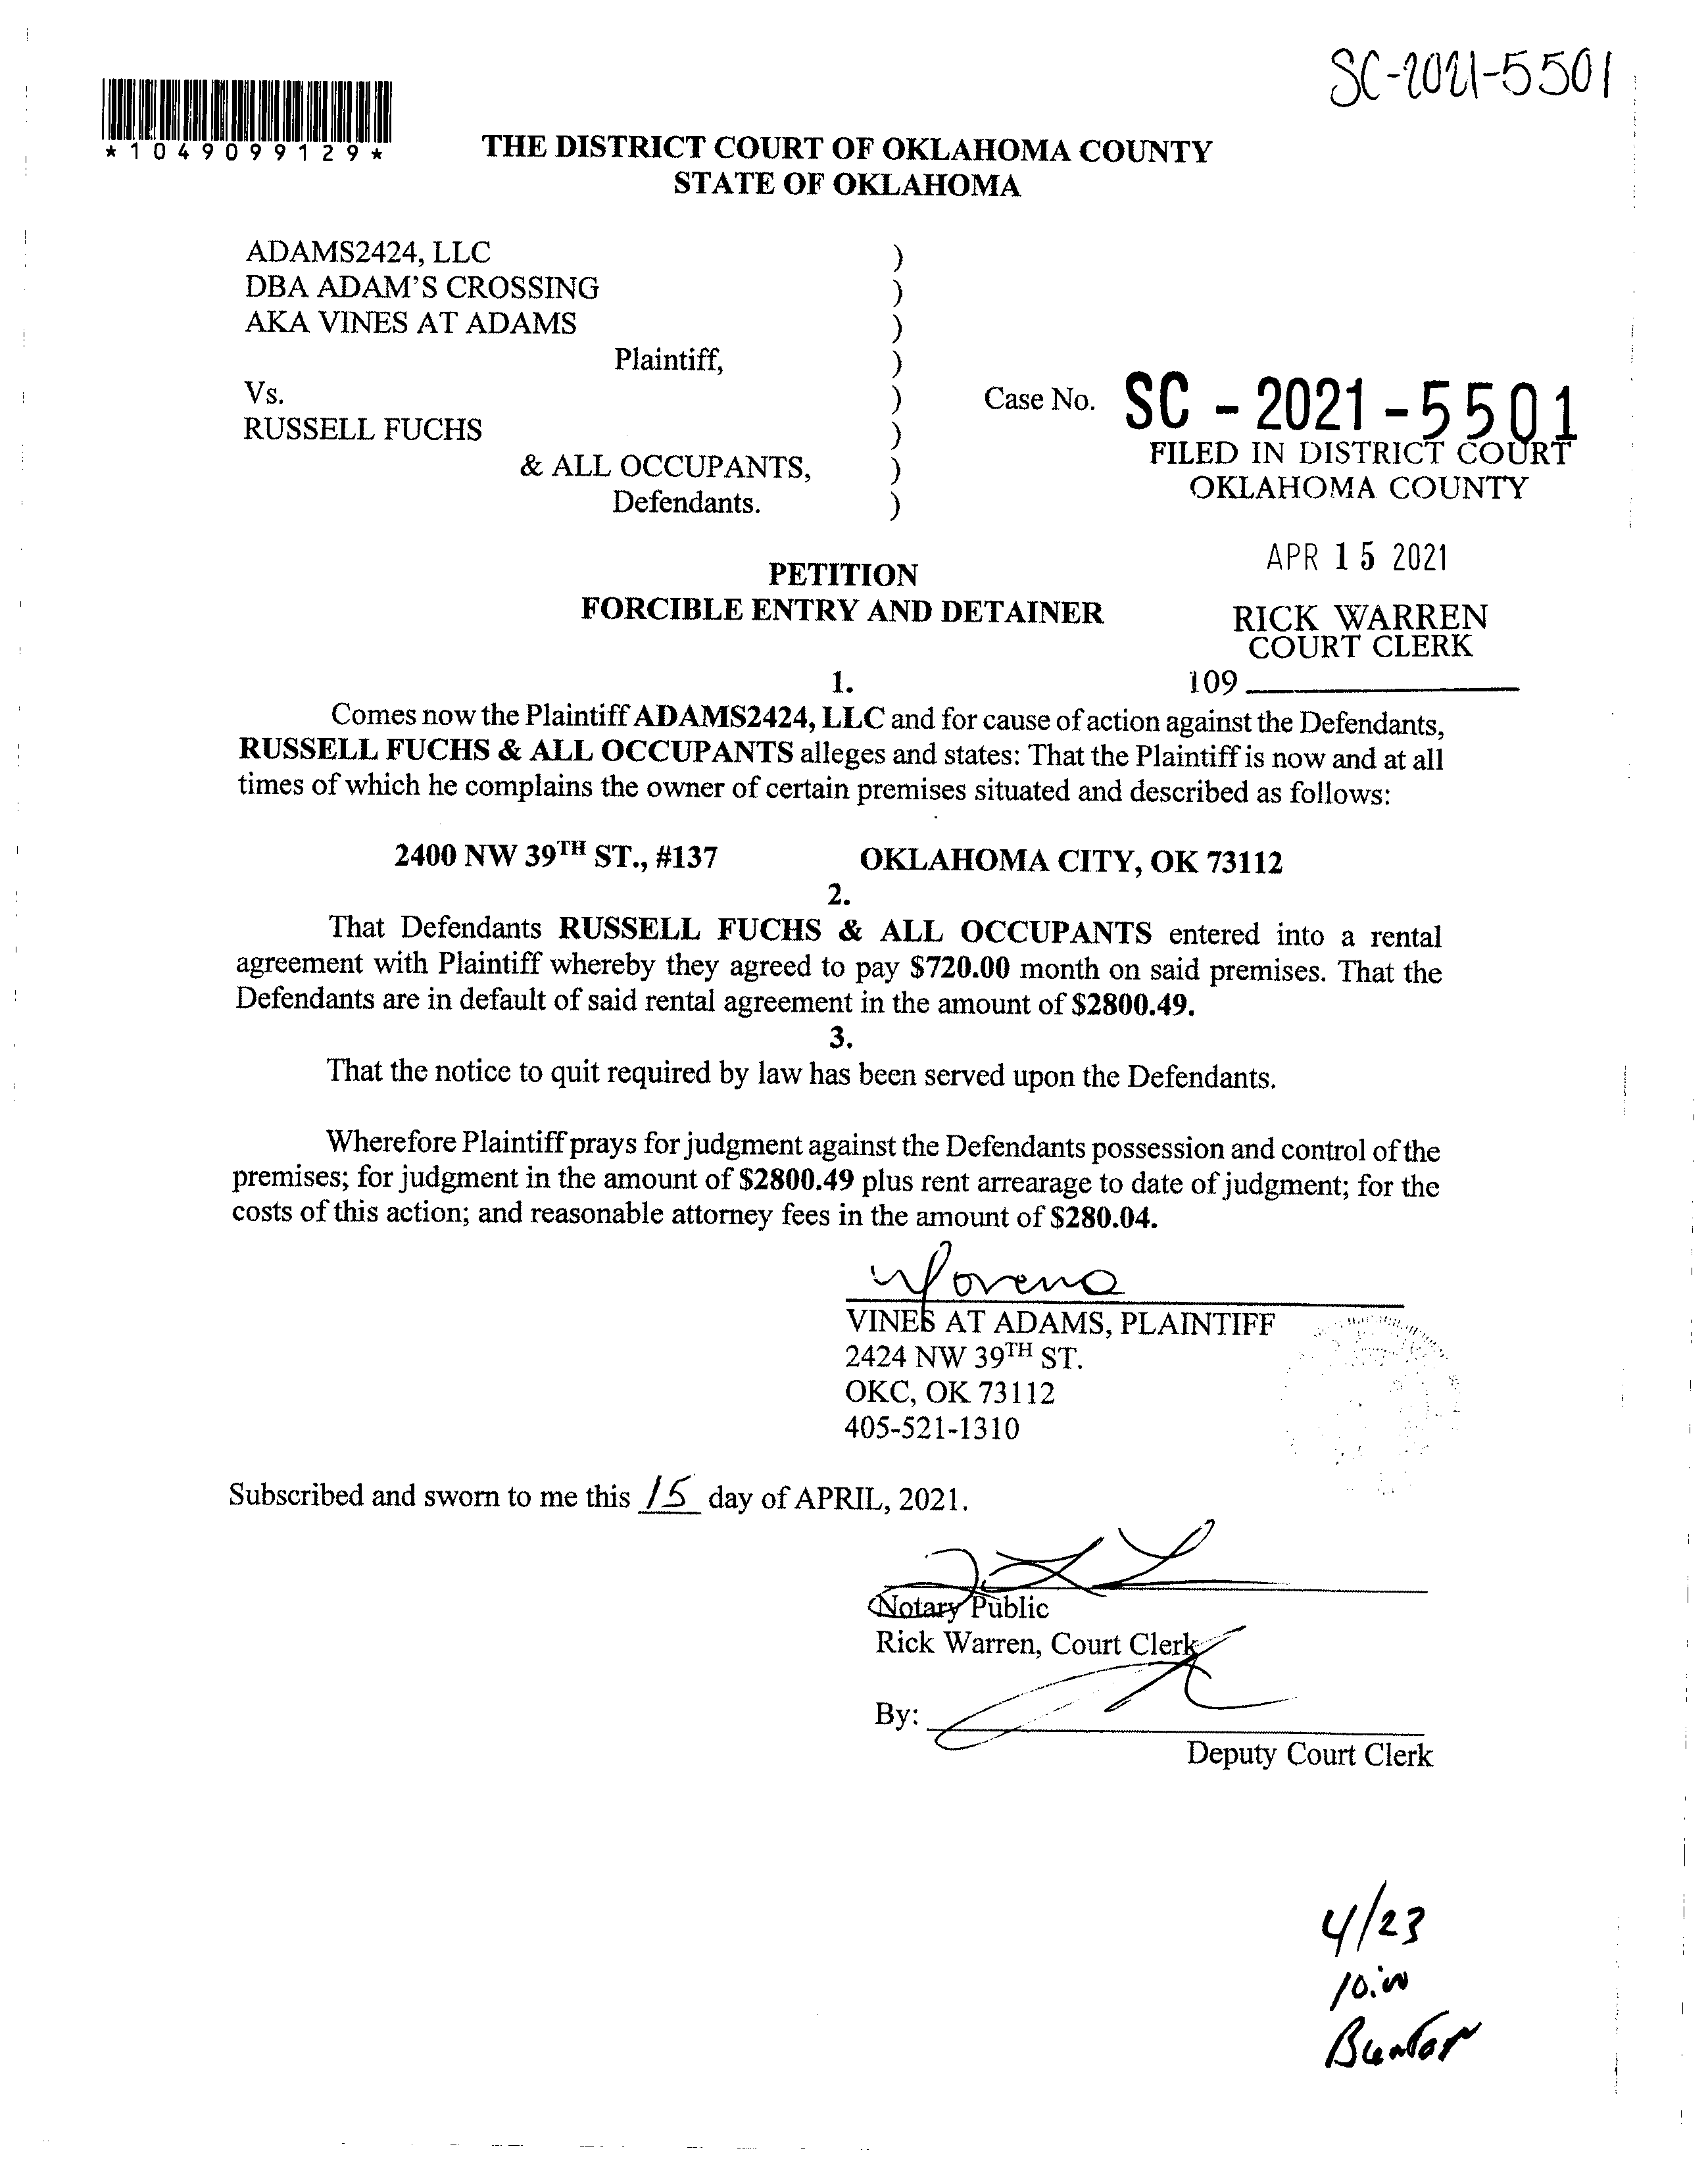 SC-2021-5501
*1049099129*
THE DISTRICT COURT OF OKLAHOMA COUNTY
STATE OF OKLAHOMA
ADAMS2424, LLC )
DBA ADAM'S CROSSING )
AKA VINES AT ADAMS )
Plaintiff, )
Vs. ) Case No. SC - 2021 - 5501
RUSSELL FUCHS )
FILED IN DISTRICT COURT
& ALL OCCUPANTS, )
OKLAHOMA COUNTY
Defendants. )
APR 15 2021
PETITION
FORCIBLE ENTRY AND DETAINER
RICK WARREN
COURT CLERK
1.
109
Comes now the Plaintiff ADAMS2424, LLC and for cause of action against the Defendants,
RUSSELL FUCHS & ALL OCCUPANTS alleges and states: That the Plaintiff is now and at all
times of which he complains the owner of certain premises situated and described as follows:
2400 NW 39TH ST., #137 OKLAHOMA CITY, OK 73112
2.
That Defendants RUSSELL FUCHS & ALL OCCUPANTS entered into a rental
agreement with Plaintiff whereby they agreed to pay $720.00 month on said premises. That the
Defendants are in default of said rental agreement in the amount of $2800.49.
3.
That the notice to quit required by law has been served upon the Defendants.
Wherefore Plaintiff prays for judgment against the Defendants possession and control of the
premises; for judgment in the amount of $2800.49 plus rent arrearage to date of judgment; for the
costs of this action; and reasonable attorney fees in the amount of $280.04.
VINES AT ADAMS, PLAINTIFF
2424 NW 39TH ST.
OKC, OK 73112
405-521-1310
Subscribed and sworn to me this 15 day of APRIL, 2021.
Notary Public
Rick Warren, Court Clerk
By:
Deputy Court Clerk
4/23